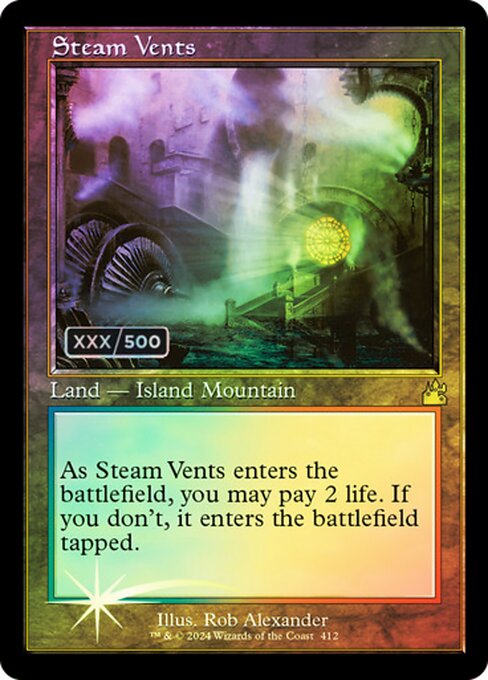 Steam Vents
XXX/500
Land — Island Mountain
As Steam Vents enters the
battlefield, you may pay 2 life. If
you don't, it enters the battlefield
tapped.
Illus. Rob Alexander
™ & © 2024 Wizards of the Coast 412